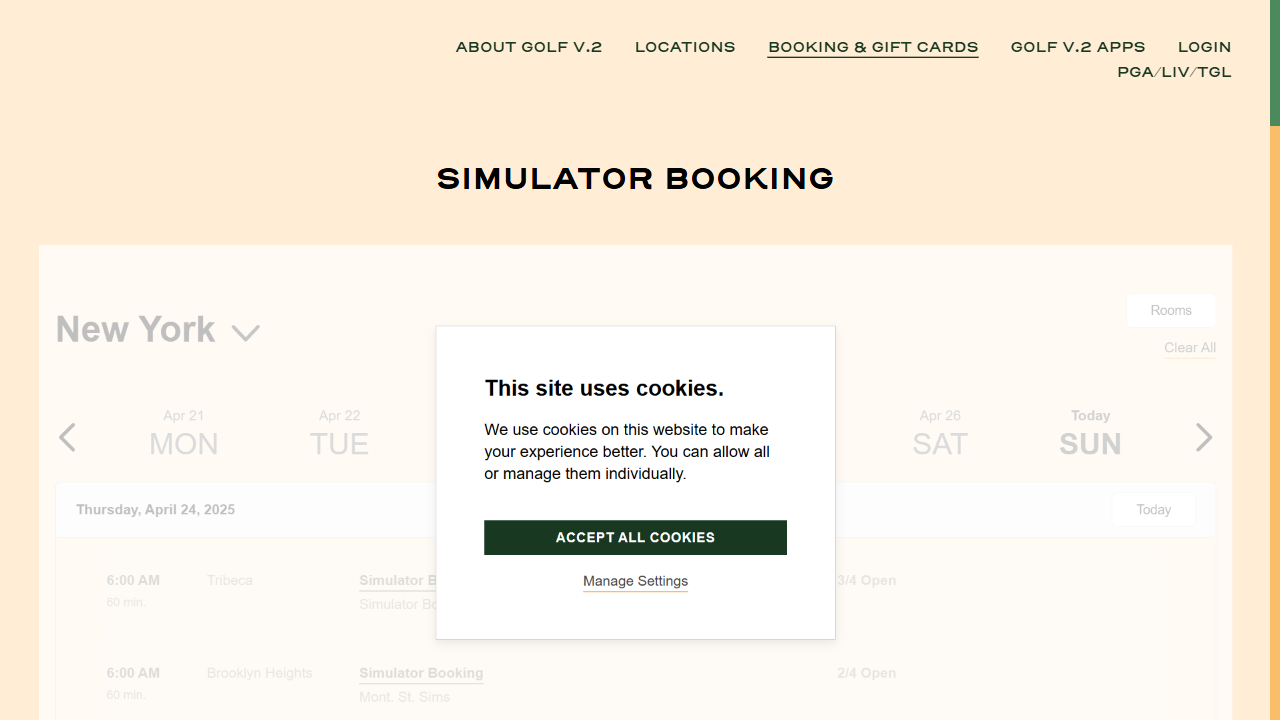 ABOUT GOLF V.2 LOCATIONS BOOKING & GIFT CARDS GOLF V.2 APPS LOGIN
PGA/LIV/TGL
SIMULATOR BOOKING
New York
Rooms
Clear All
Apr 21 Apr 22 Apr 26 Today
MON TUE SAT SUN
Thursday, April 24, 2025 Today
This site uses cookies.
We use cookies on this website to make
your experience better. You can allow all
or manage them individually.
ACCEPT ALL COOKIES
Manage Settings
6:00 AM Tribeca Simulator B 3/4 Open
60 min. Simulator Bo
6:00 AM Brooklyn Heights Simulator Booking 2/4 Open
60 min. Mont. St. Sims